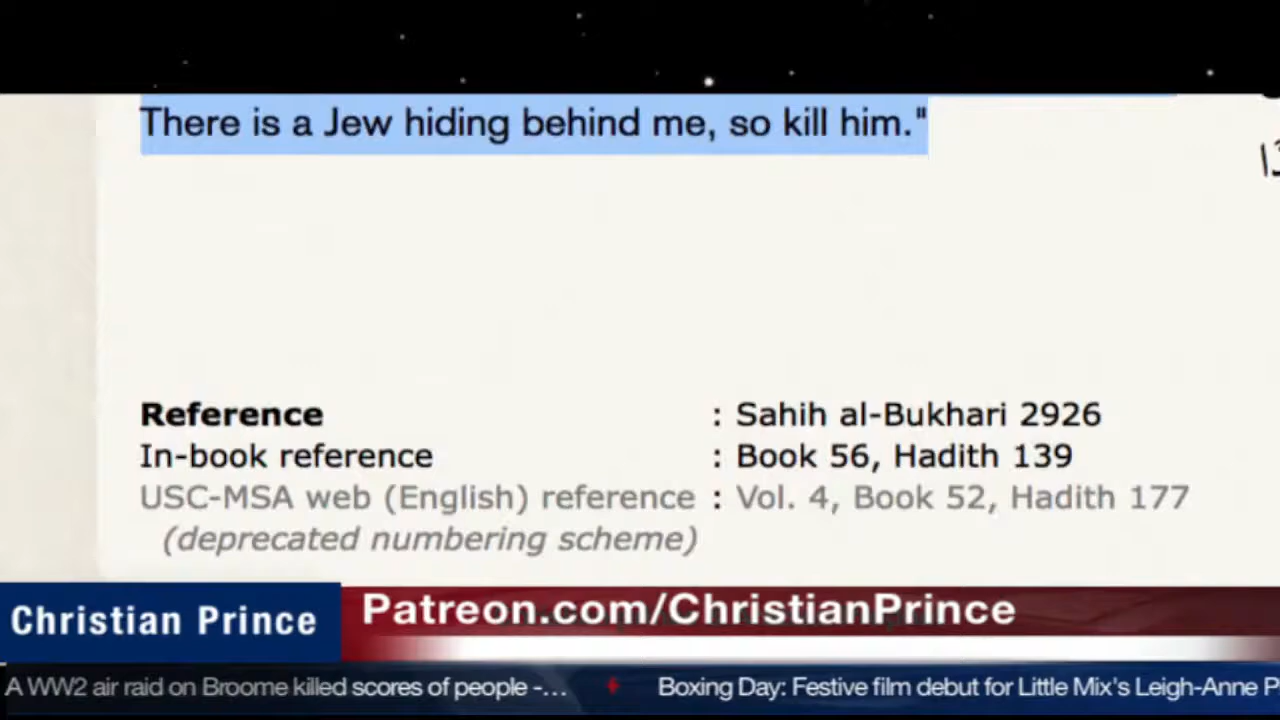 There is a Jew hiding behind me, so kill him."
Reference : Sahih al-Bukhari 2926
In-book reference : Book 56, Hadith 139
USC-MSA web (English) reference : Vol. 4, Book 52, Hadith 177
(deprecated numbering scheme)
Christian Prince Patreon.com/ChristianPrince
A WW2 air raid on Broome killed scores of people -... Boxing Day: Festive film debut for Little Mix's Leigh-Anne P